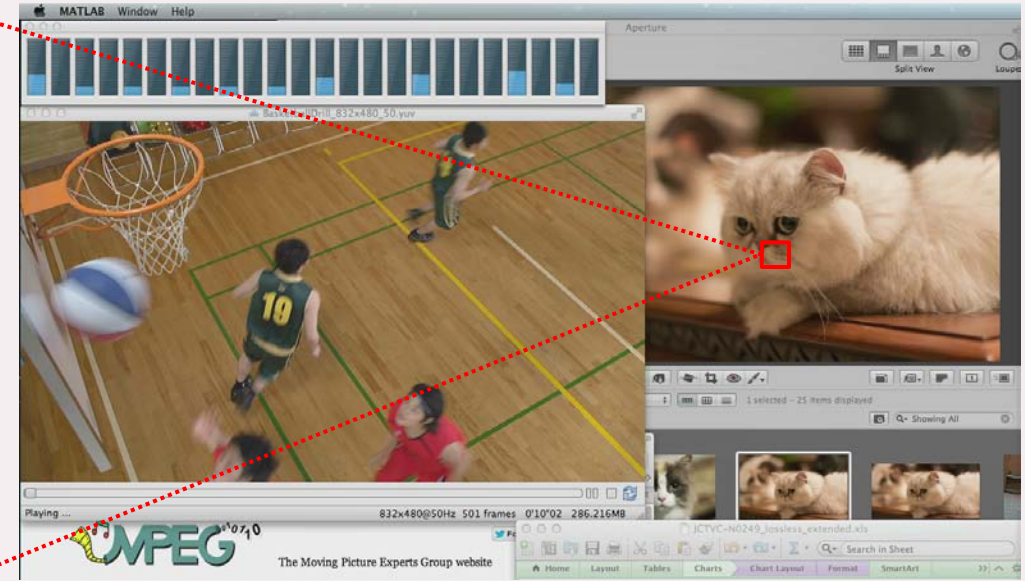 MATLAB Window Help
Aperture
Split View
Loupe
BasketballDrill_832x480_50.yuv
19
1 selected - 25 items displayed
Showing All
Playing ...
832x480@50Hz 501 frames 0'10"02 286.216MB
MPEG
The Moving Picture Experts Group website
Fo
JCTVC-N0249_lossless_extended.xls
Search in Sheet
Home Layout Tables Charts Chart Layout Format SmartArt